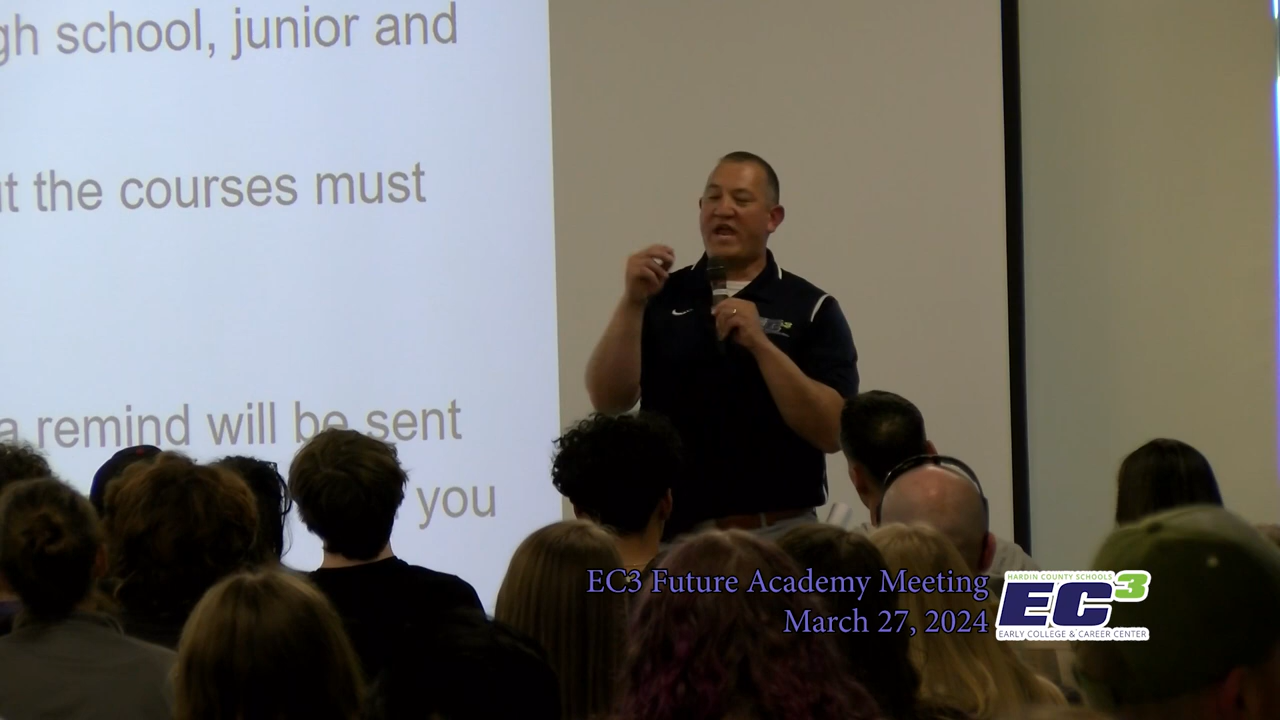 gh school, junior and
t the courses must
a remind will be sent
you
EC3 Future Academy Meeting
March 27, 2024
HARDIN COUNTY SCHOOLS
EC3
EARLY COLLEGE & CAREER CENTER